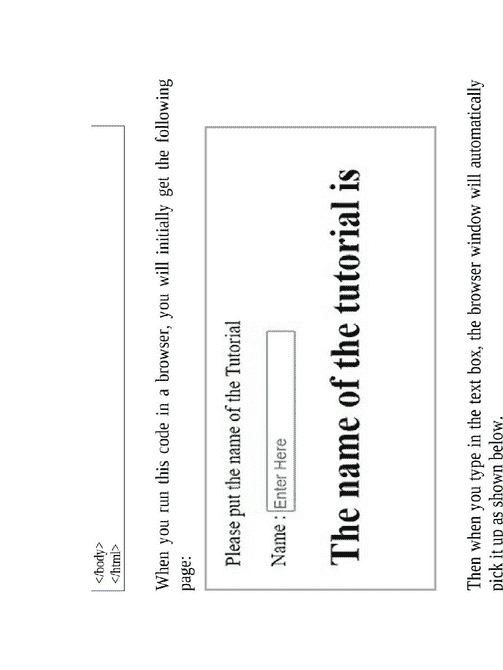 </body>
</html>
When you run this code in a browser, you will initially get the following
page:
Please put the name of the Tutorial
Name : Enter Here
The name of the tutorial is
Then when you type in the text box, the browser window will automatically
pick it up as shown below.